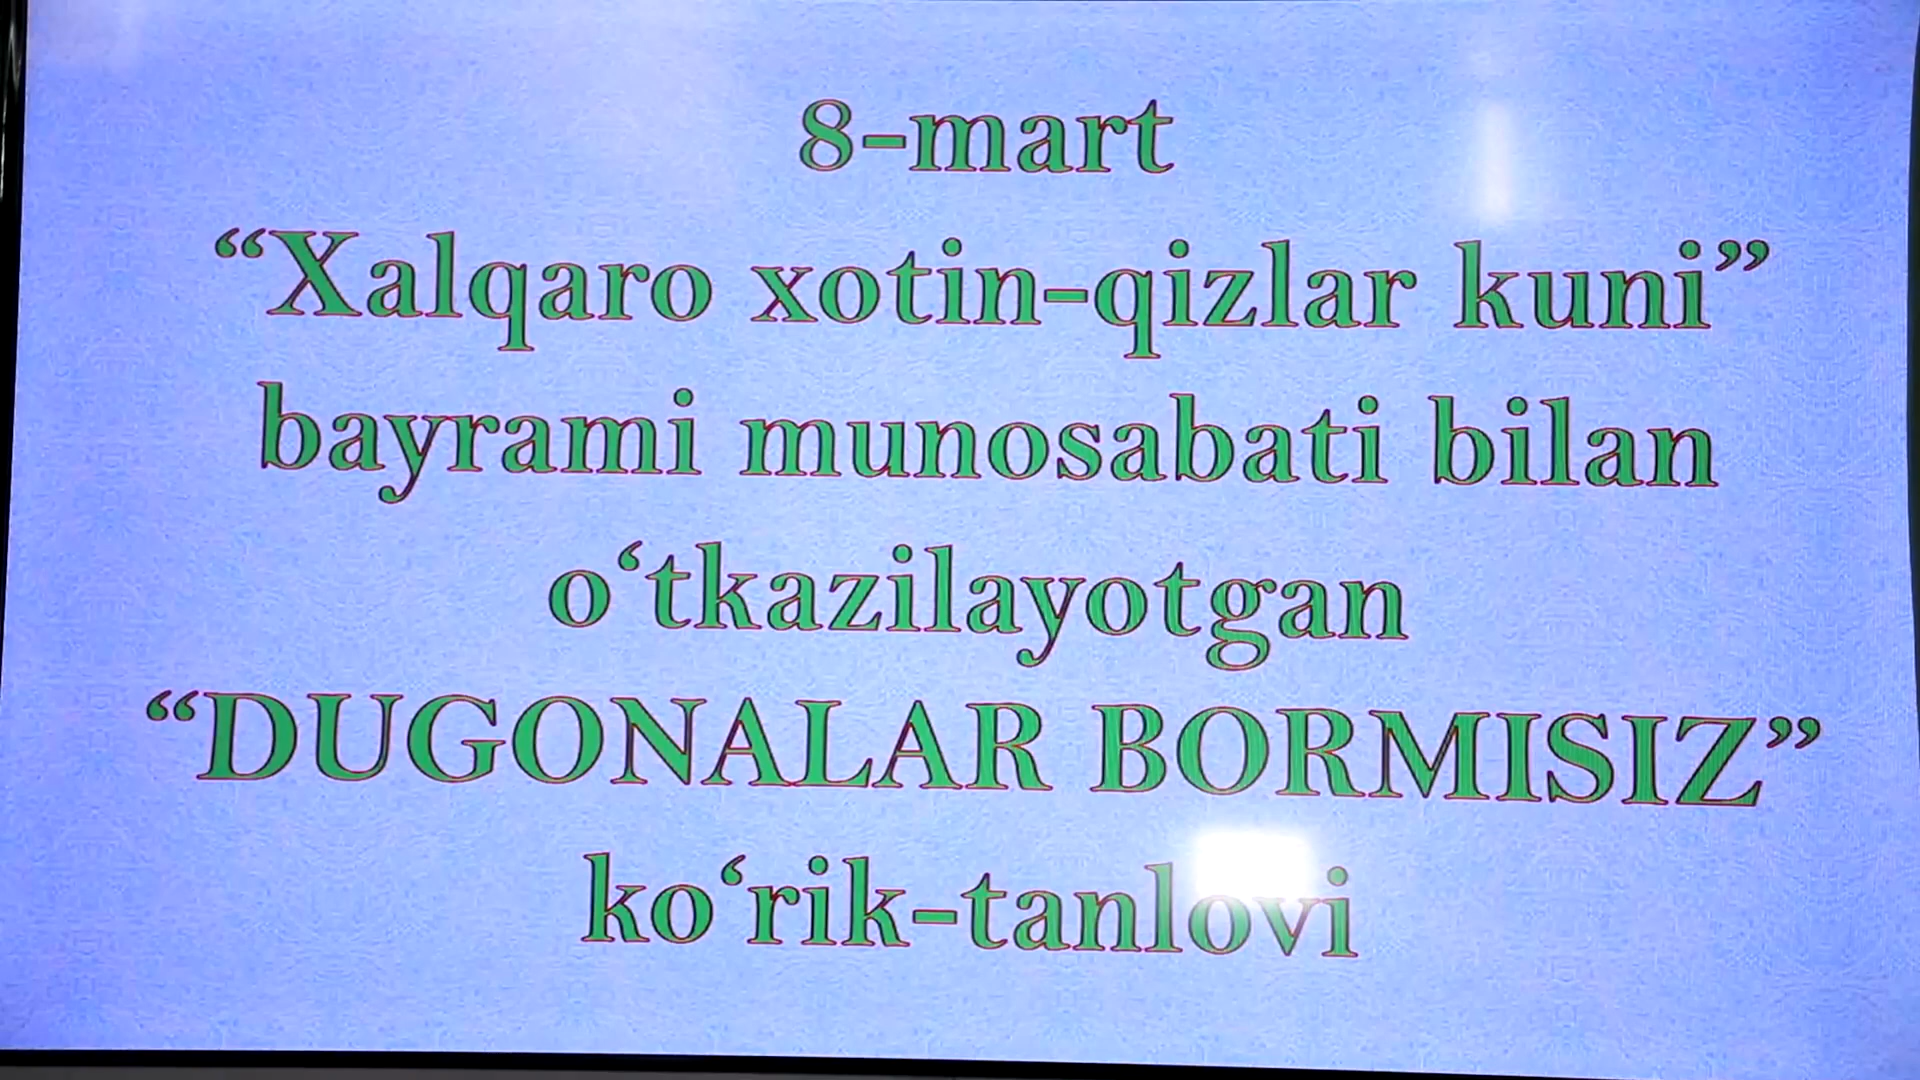 8-mart
“Xalqaro xotin-qizlar kuni”
bayrami munosabati bilan
o‘tkazilayotgan
“DUGONALAR BORMISIZ”
ko‘rik-tanlovi